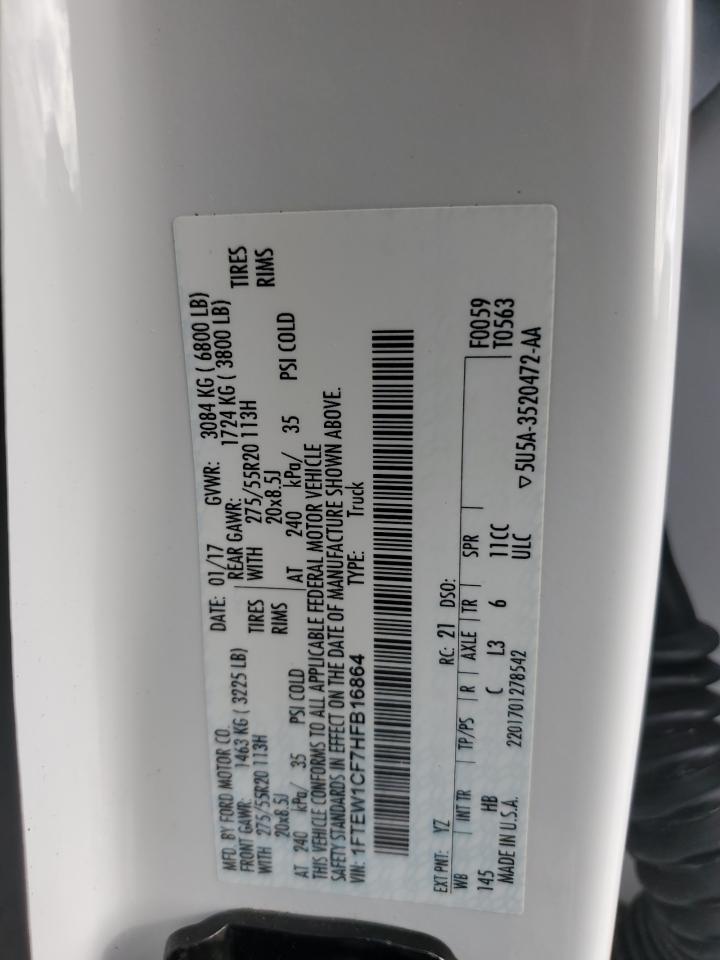 MFD. BY FORD MOTOR CO.
DATE: 01/17 GVWR: 3084 KG ( 6800 LB)
FRONT GAWR: 1463 KG ( 3225 LB) REAR GAWR: 1724 KG ( 3800 LB)
WITH 275/55R20 113H TIRES WITH 275/55R20 113H TIRES
20x8.5J RIMS 20x8.5J RIMS
AT 240 kPa/ 35 PSI COLD AT 240 kPa/ 35 PSI COLD
THIS VEHICLE CONFORMS TO ALL APPLICABLE FEDERAL MOTOR VEHICLE
SAFETY STANDARDS IN EFFECT ON THE DATE OF MANUFACTURE SHOWN ABOVE.
VIN: 1FTEW1CF7HFB16864 TYPE: Truck
EXT PNT: YZ RC: 21 DSO: F0059
WB INT TR TP/PS R AXLE TR SPR T0563
145 HB C L3 6 11CC
MADE IN U.S.A. 2201701278542 ULC ▽5U5A-3520472-AA